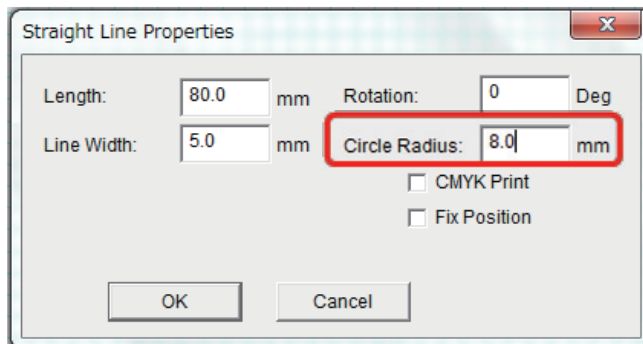 Straight Line Properties
Length: 80.0 mm Rotation: 0 Deg
Line Width: 5.0 mm Circle Radius: 8.0 mm
CMYK Print
Fix Position
OK Cancel